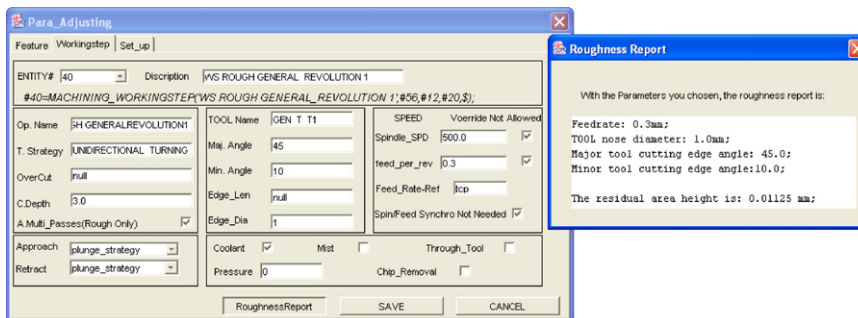 Para_Adjusting
Feature Workingstep Set_up
ENTITY# 40 Discription WS ROUGH GENERAL REVOLUTION 1
#40=MACHINING_WORKINGSTEP('WS ROUGH GENERAL_REVOLUTION 1',#56,#12,#20,$);
Op. Name GH GENERALREVOLUTION1
T. Strategy UNIDIRECTIONAL TURNING
OverCut null
C.Depth 3.0
A.Multi_Passes(Rough Only)
TOOL Name GEN T T1
Maj. Angle 45
Min. Angle 10
Edge_Len null
Edge_Dia 1
SPEED Voerride Not Allowed
Spindle_SPD 500.0
feed_per_rev 0.3
Feed_Rate-Ref tcp
Spin/Feed Synchro Not Needed
Approach plunge_strategy
Retract plunge_strategy
Coolant Mist Through_Tool
Pressure 0 Chip_Removal
RoughnessReport SAVE CANCEL
Roughness Report
With the Parameters you chosen, the roughness report is:
Feedrate: 0.3mm;
TOOL nose diameter: 1.0mm;
Major tool cutting edge angle: 45.0;
Minor tool cutting edge angle:10.0;
The residual area height is: 0.01125 mm;